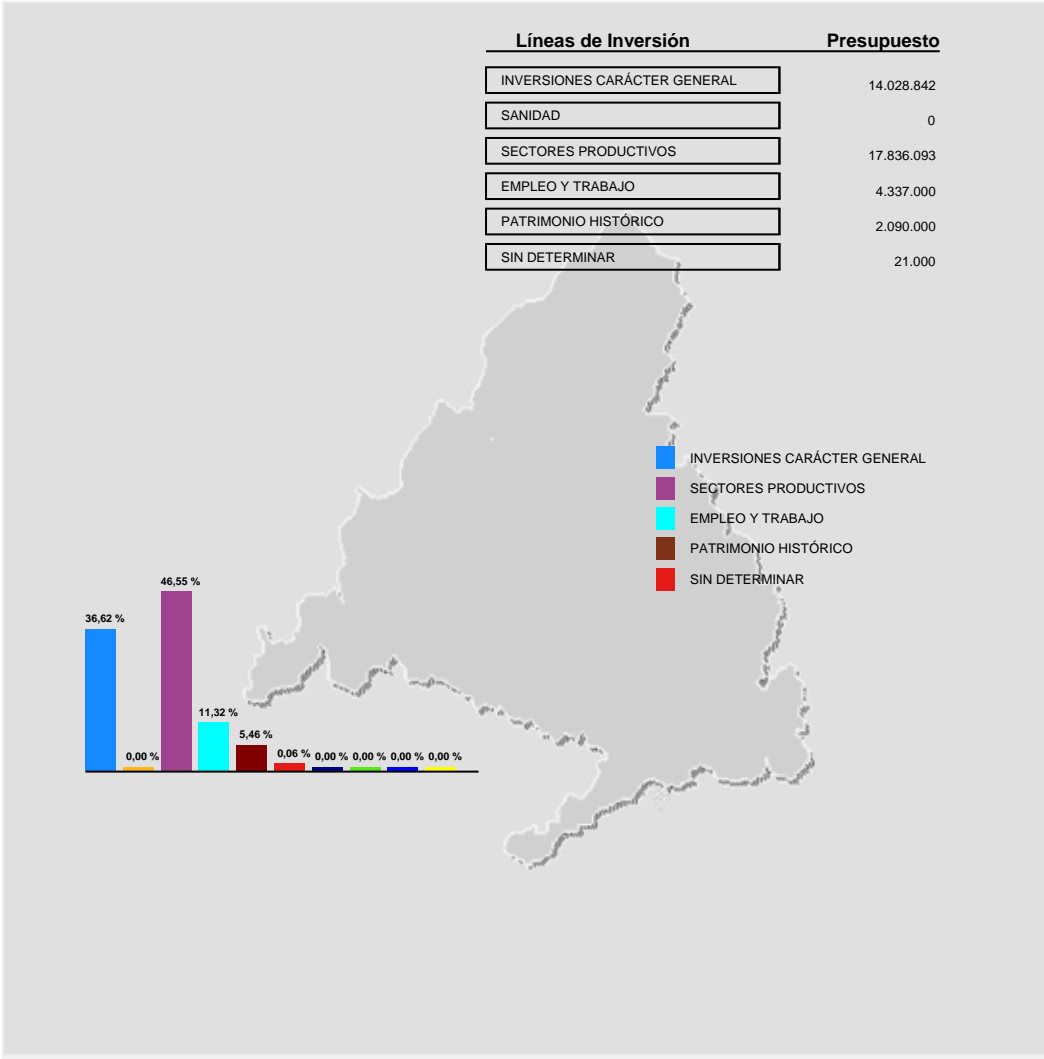 Líneas de Inversión Presupuesto
INVERSIONES CARÁCTER GENERAL 14.028.842
SANIDAD 0
SECTORES PRODUCTIVOS 17.836.093
EMPLEO Y TRABAJO 4.337.000
PATRIMONIO HISTÓRICO 2.090.000
SIN DETERMINAR 21.000
INVERSIONES CARÁCTER GENERAL
SECTORES PRODUCTIVOS
EMPLEO Y TRABAJO
PATRIMONIO HISTÓRICO
SIN DETERMINAR
46,55 %
36,62 %
11,32 %
5,46 %
0,00 % 0,06 % 0,00 % 0,00 % 0,00 % 0,00 %